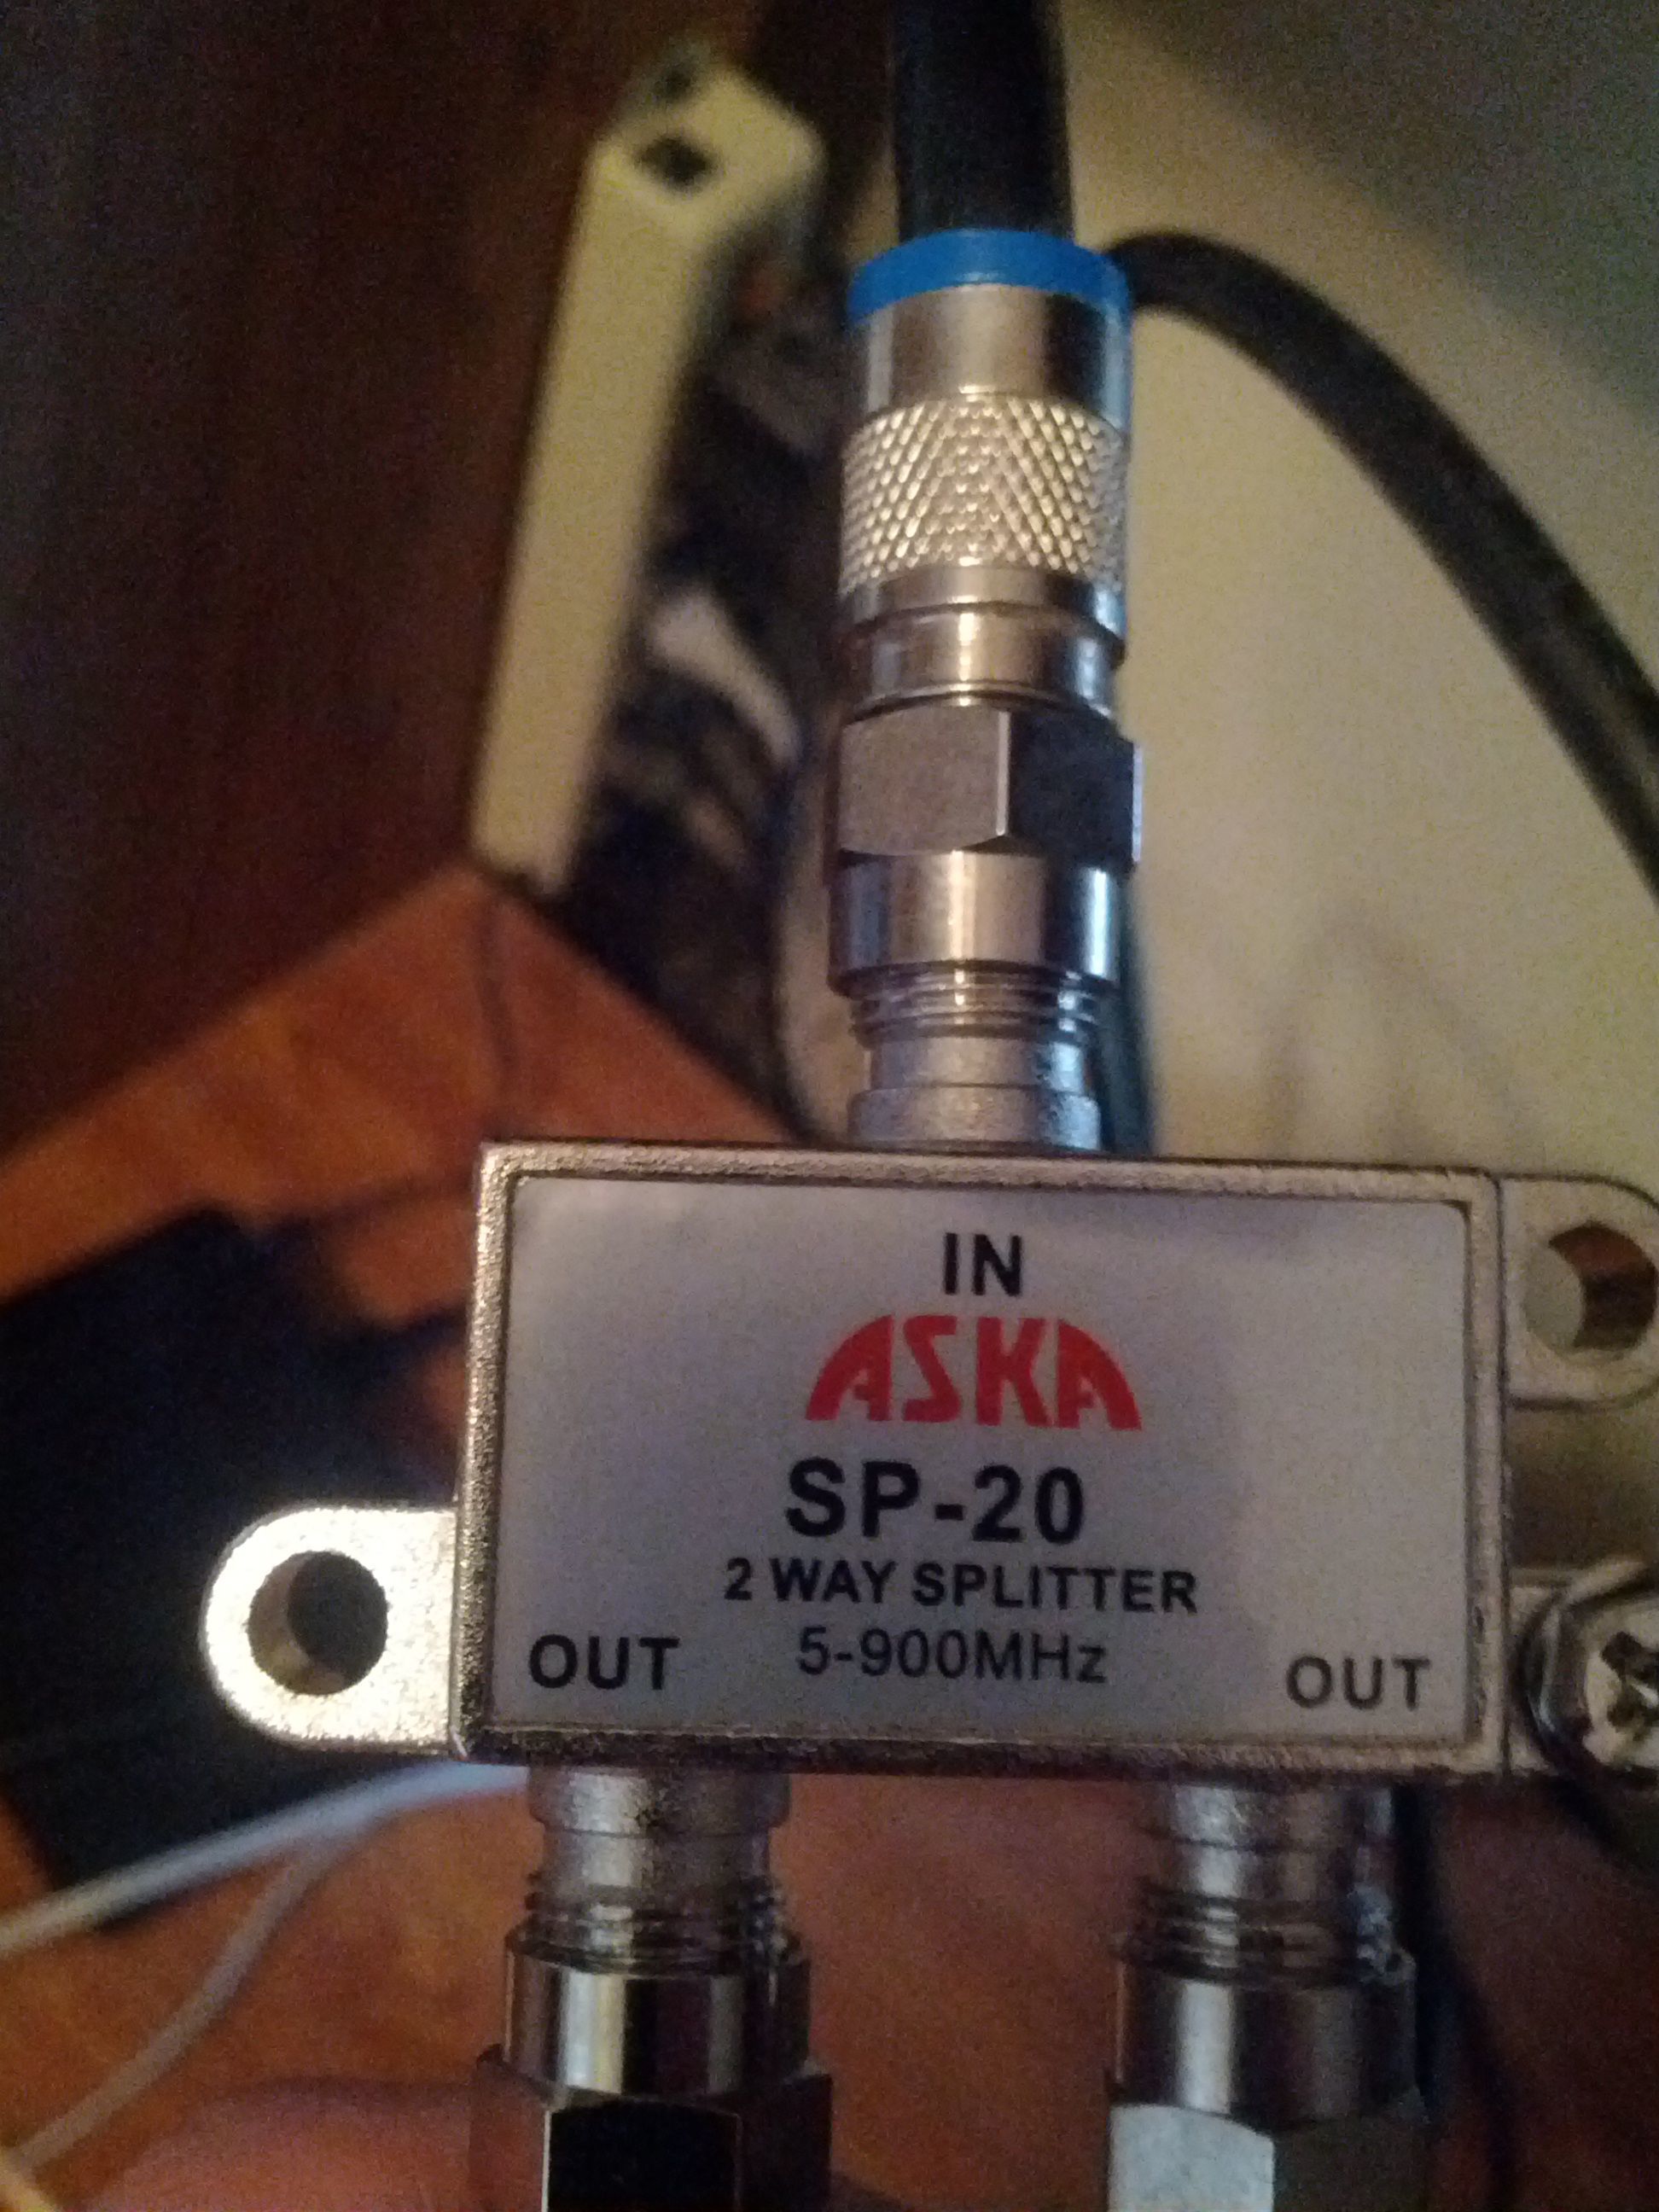 IN
ASKA
SP-20
2 WAY SPLITTER
5-900MHz
OUT
OUT